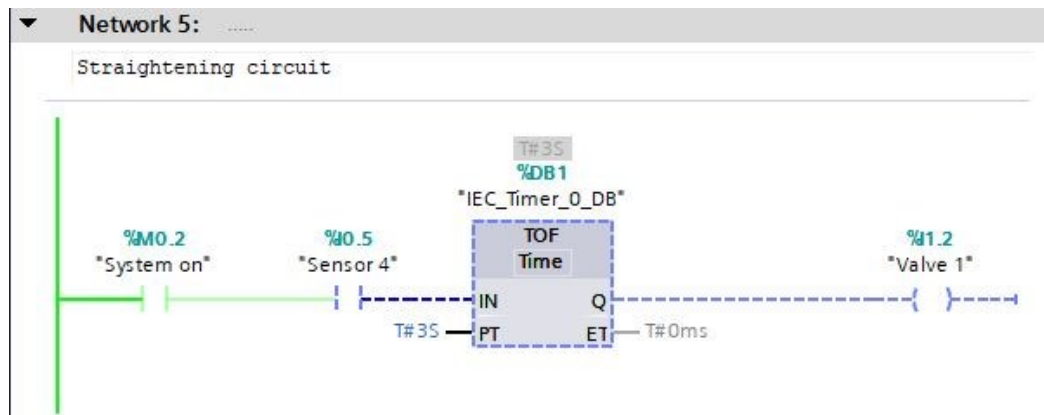 Network 5: .....
Straightening circuit
T#3S
%DB1
"IEC_Timer_0_DB"
%M0.2 %I0.5 TOF %I1.2
"System on" "Sensor 4" Time "Valve 1"
IN Q
T#3S PT ET T#0ms